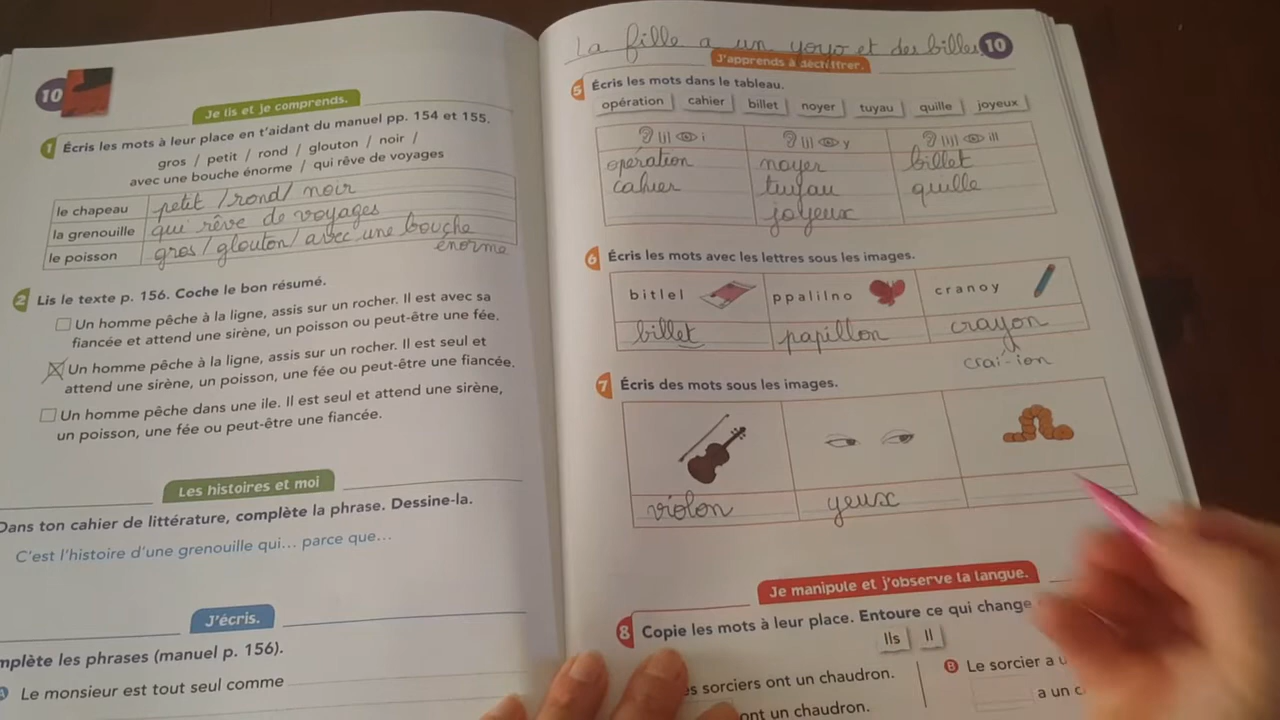 10
Je lis et je comprends.
1 Écris les mots à leur place en t'aidant du manuel pp. 154 et 155.
gros / petit / rond / glouton / noir /
avec une bouche énorme / qui rêve de voyages
le chapeau petit / rond / noir
la grenouille qui rêve de voyages
le poisson gros / glouton / avec une bouche
énorme
2 Lis le texte p. 156. Coche le bon résumé.
Un homme pêche à la ligne, assis sur un rocher. Il est avec sa
fiancée et attend une sirène, un poisson ou peut-être une fée.
Un homme pêche à la ligne, assis sur un rocher. Il est seul et
attend une sirène, un poisson, une fée ou peut-être une fiancée.
Un homme pêche dans une ile. Il est seul et attend une sirène,
un poisson, une fée ou peut-être une fiancée.
Les histoires et moi
Dans ton cahier de littérature, complète la phrase. Dessine-la.
C'est l'histoire d'une grenouille qui... parce que...
J'écris.
mplète les phrases (manuel p. 156).
Le monsieur est tout seul comme
La fille a un yoyo et des billes
10
J'apprends à déchiffrer.
5 Écris les mots dans le tableau.
opération cahier billet noyer tuyau quille joyeux
i y ill
opération noyer billet
cahier tuyau quille
joyeux
6 Écris les mots avec les lettres sous les images.
bitlel ppalilno cranoy
billet papillon crayon
crai-ion
7 Écris des mots sous les images.
violon yeux
Je manipule et j'observe la langue.
8 Copie les mots à leur place. Entoure ce qui change
Ils Il
es sorciers ont un chaudron.
ont un chaudron.
B Le sorcier a u
a un c